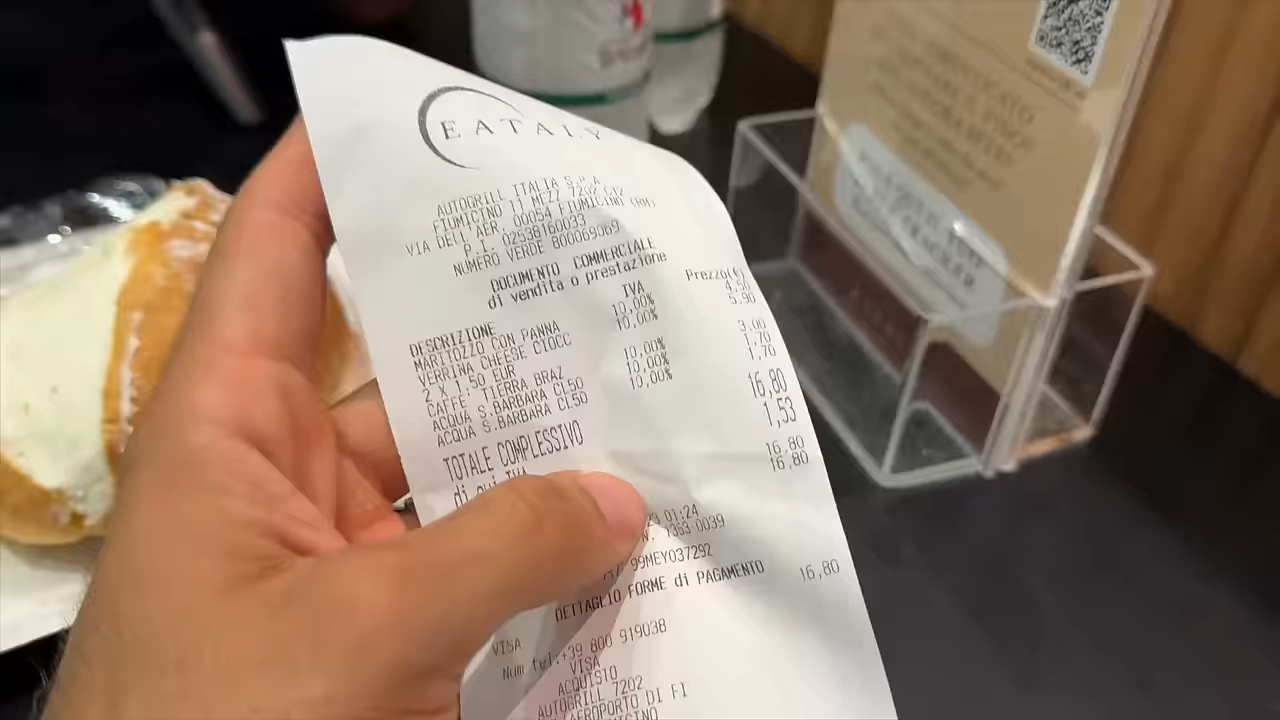 EATALY
AUTOGRILL ITALIA S.P.A
FIUMICINO T1 MEZZ 7202 G12
VIA DELL'AER. 00054 FIUMICINO (RM)
P.I. 02538160033
NUMERO VERDE 800069069
DOCUMENTO COMMERCIALE
di vendita o prestazione
DESCRIZIONE IVA Prezzo(€)
MARITOZZO CON PANNA 10,00% 4,50
VERRINA CHEESE CIOCC 10,00% 5,90
2 X 1,50 EUR
CAFFE' TIERRA BRAZ 10,00% 3,00
ACQUA S.BARBARA CL50 10,00% 1,70
ACQUA S.BARBARA CL50 10,00% 1,70
TOTALE COMPLESSIVO 16,80
di cui IVA 1,53
16,80
16,80
23 01:24
N. 1363-0039
99MEY037292
DETTAGLIO FORME di PAGAMENTO
VISA 16,80
Num tel:+39 800 919038
VISA
ACQUISTO
AUTOGRILL 7202
AEROPORTO DI FI